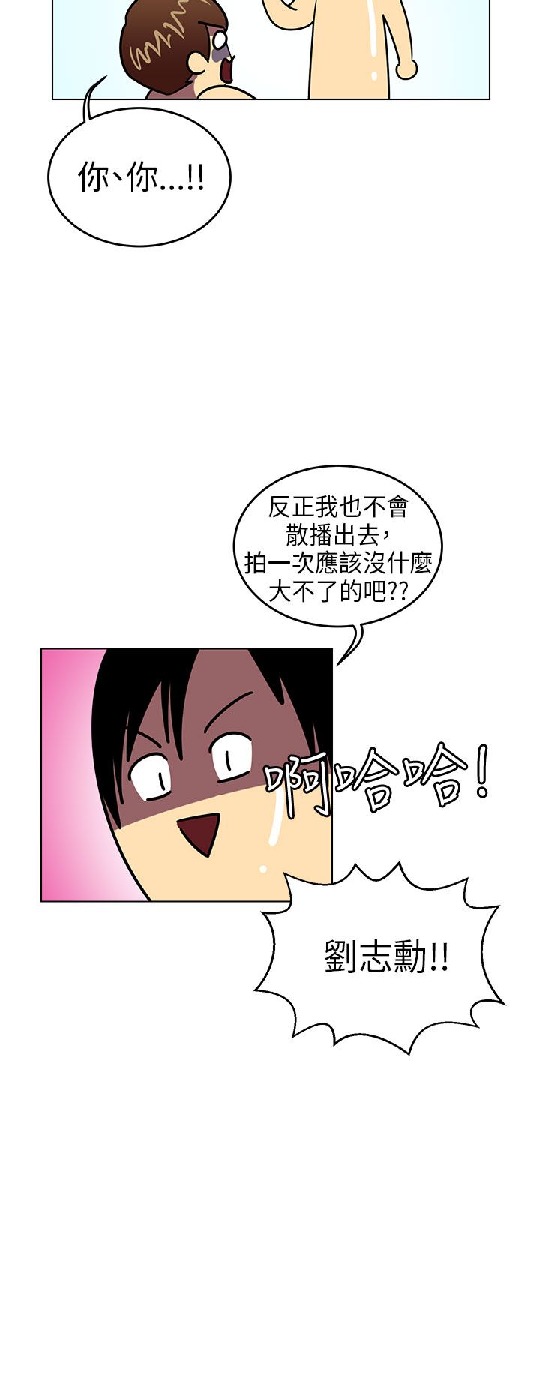 你、你...!!
反正我也不會
散播出去，
拍一次應該沒什麼
大不了的吧??
啊哈哈！
劉志勳!!